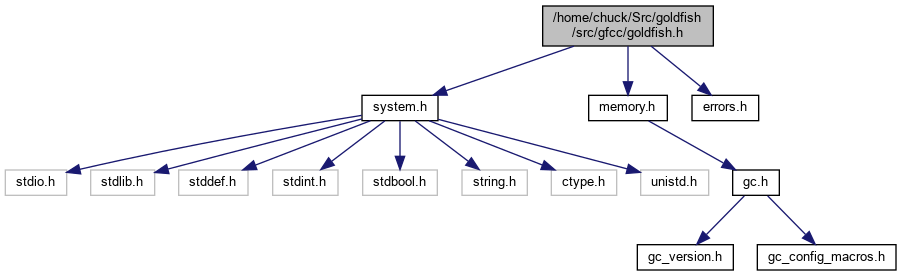 /home/chuck/Src/goldfish
/src/gfcc/goldfish.h
system.h
memory.h
errors.h
stdio.h
stdlib.h
stddef.h
stdint.h
stdbool.h
string.h
ctype.h
unistd.h
gc.h
gc_version.h
gc_config_macros.h